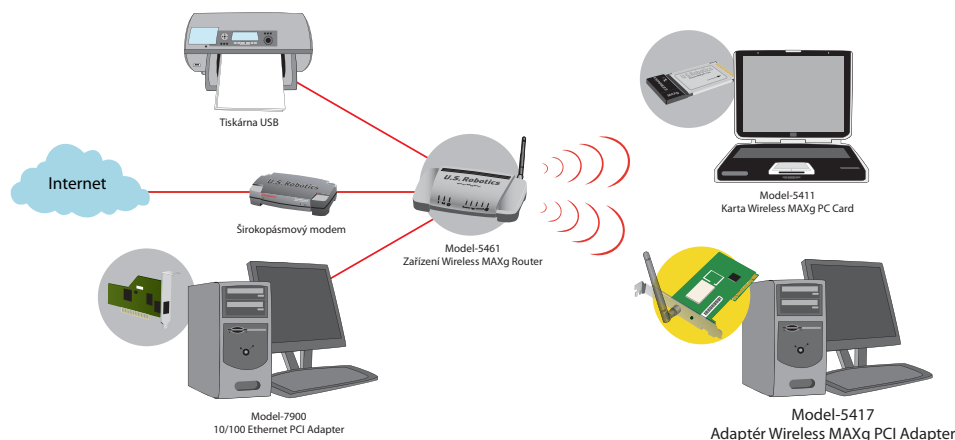 Tiskárna USB
Internet
U.S. Robotics
Širokopásmový modem
U.S. Robotics
Model-5461
Zařízení Wireless MAXg Router
Model-5411
Karta Wireless MAXg PC Card
Model-7900
10/100 Ethernet PCI Adapter
Model-5417
Adaptér Wireless MAXg PCI Adapter